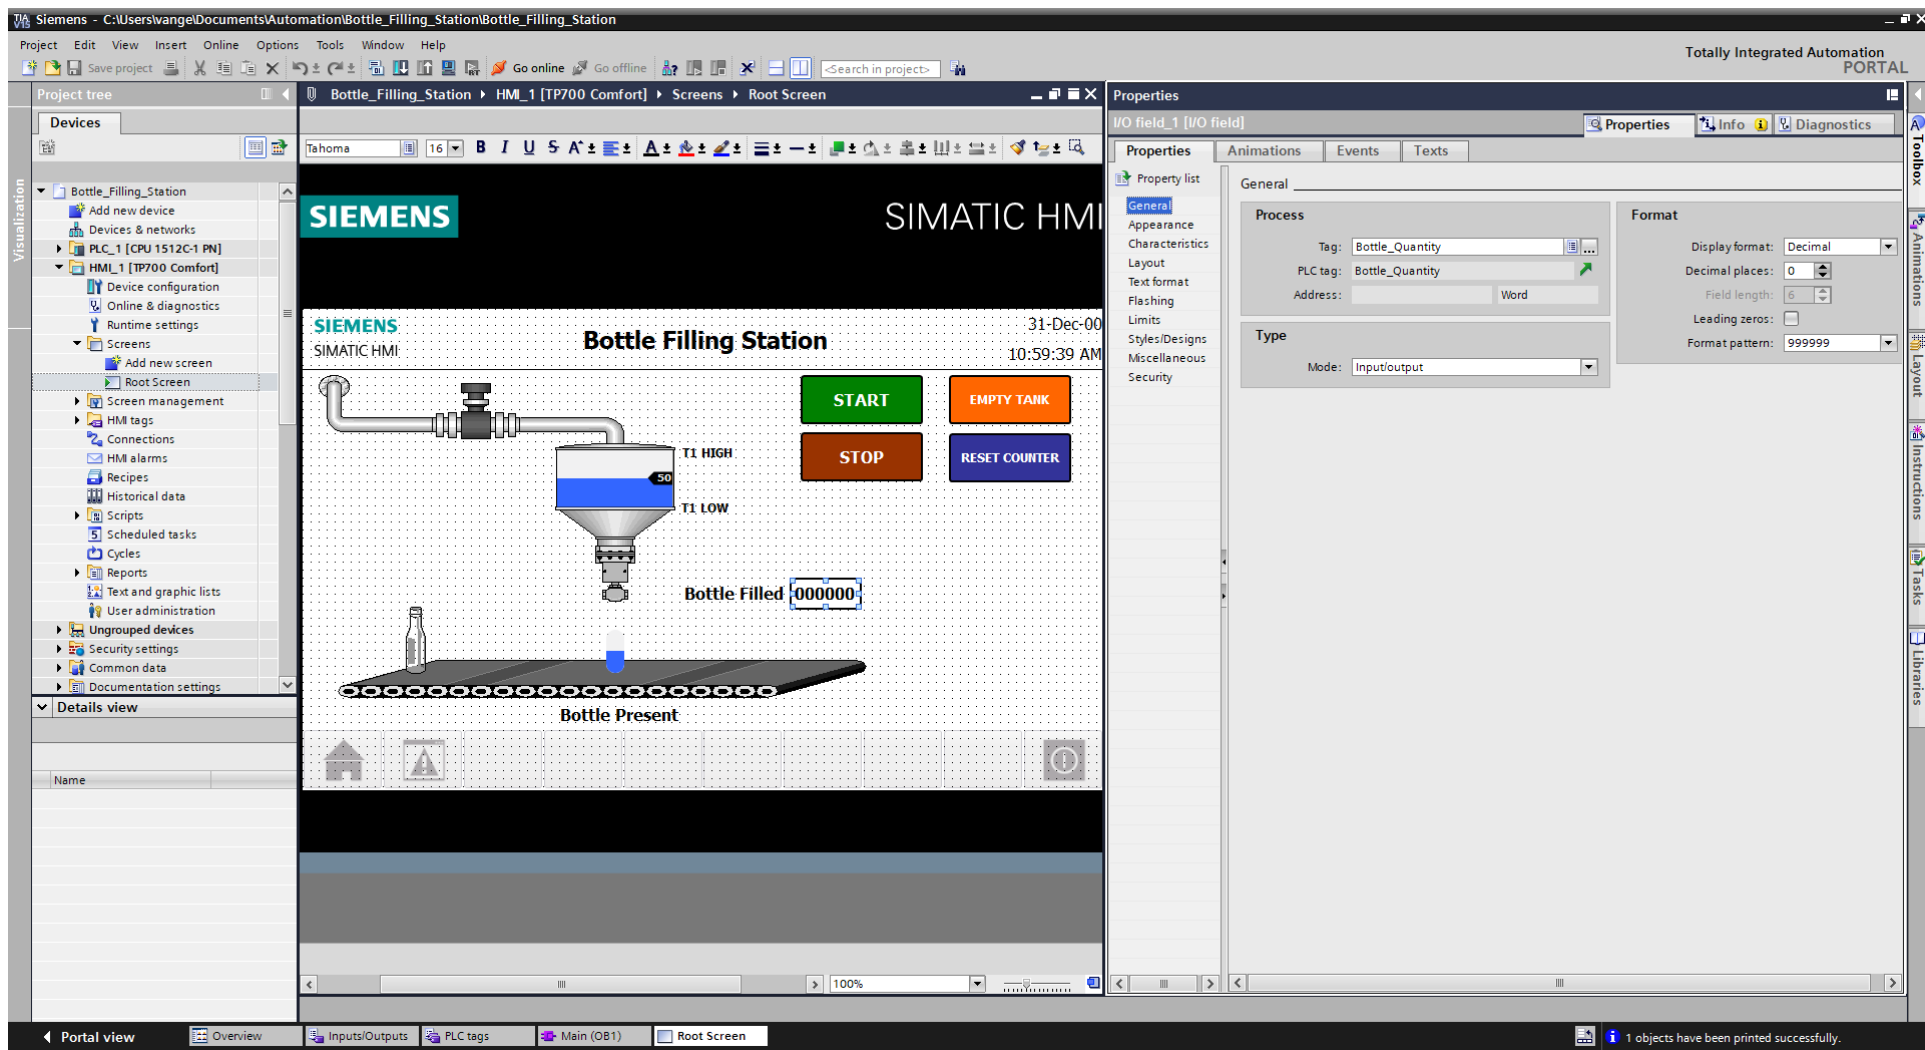 TIA V15 Siemens - C:\Users\vange\Documents\Automation\Bottle_Filling_Station\Bottle_Filling_Station
Project Edit View Insert Online Options Tools Window Help
Totally Integrated Automation
PORTAL
Save project Go online Go offline <Search in project>
Project tree
Devices
Visualization
Bottle_Filling_Station
Add new device
Devices & networks
PLC_1 [CPU 1512C-1 PN]
HMI_1 [TP700 Comfort]
Device configuration
Online & diagnostics
Runtime settings
Screens
Add new screen
Root Screen
Screen management
HMI tags
Connections
HMI alarms
Recipes
Historical data
Scripts
Scheduled tasks
Cycles
Reports
Text and graphic lists
User administration
Ungrouped devices
Security settings
Common data
Documentation settings
Details view
Name
Bottle_Filling_Station HMI_1 [TP700 Comfort] Screens Root Screen
Tahoma 16 B I U S A A
SIEMENS
SIMATIC HMI
SIEMENS
SIMATIC HMI
Bottle Filling Station
31-Dec-00
10:59:39 AM
START
EMPTY TANK
STOP
RESET COUNTER
T1 HIGH
50
T1 LOW
Bottle Filled 000000
Bottle Present
100%
Properties
I/O field_1 [I/O field]
Properties Info Diagnostics
Properties Animations Events Texts
Property list
General
Appearance
Characteristics
Layout
Text format
Flashing
Limits
Styles/Designs
Miscellaneous
Security
General
Process
Tag: Bottle_Quantity ...
PLC tag: Bottle_Quantity
Address: Word
Type
Mode: Input/output
Format
Display format: Decimal
Decimal places: 0
Field length: 6
Leading zeros:
Format pattern: 999999
Toolbox
Animations
Layout
Instructions
Tasks
Libraries
Portal view Overview Inputs/Outputs PLC tags Main (OB1) Root Screen
1 objects have been printed successfully.